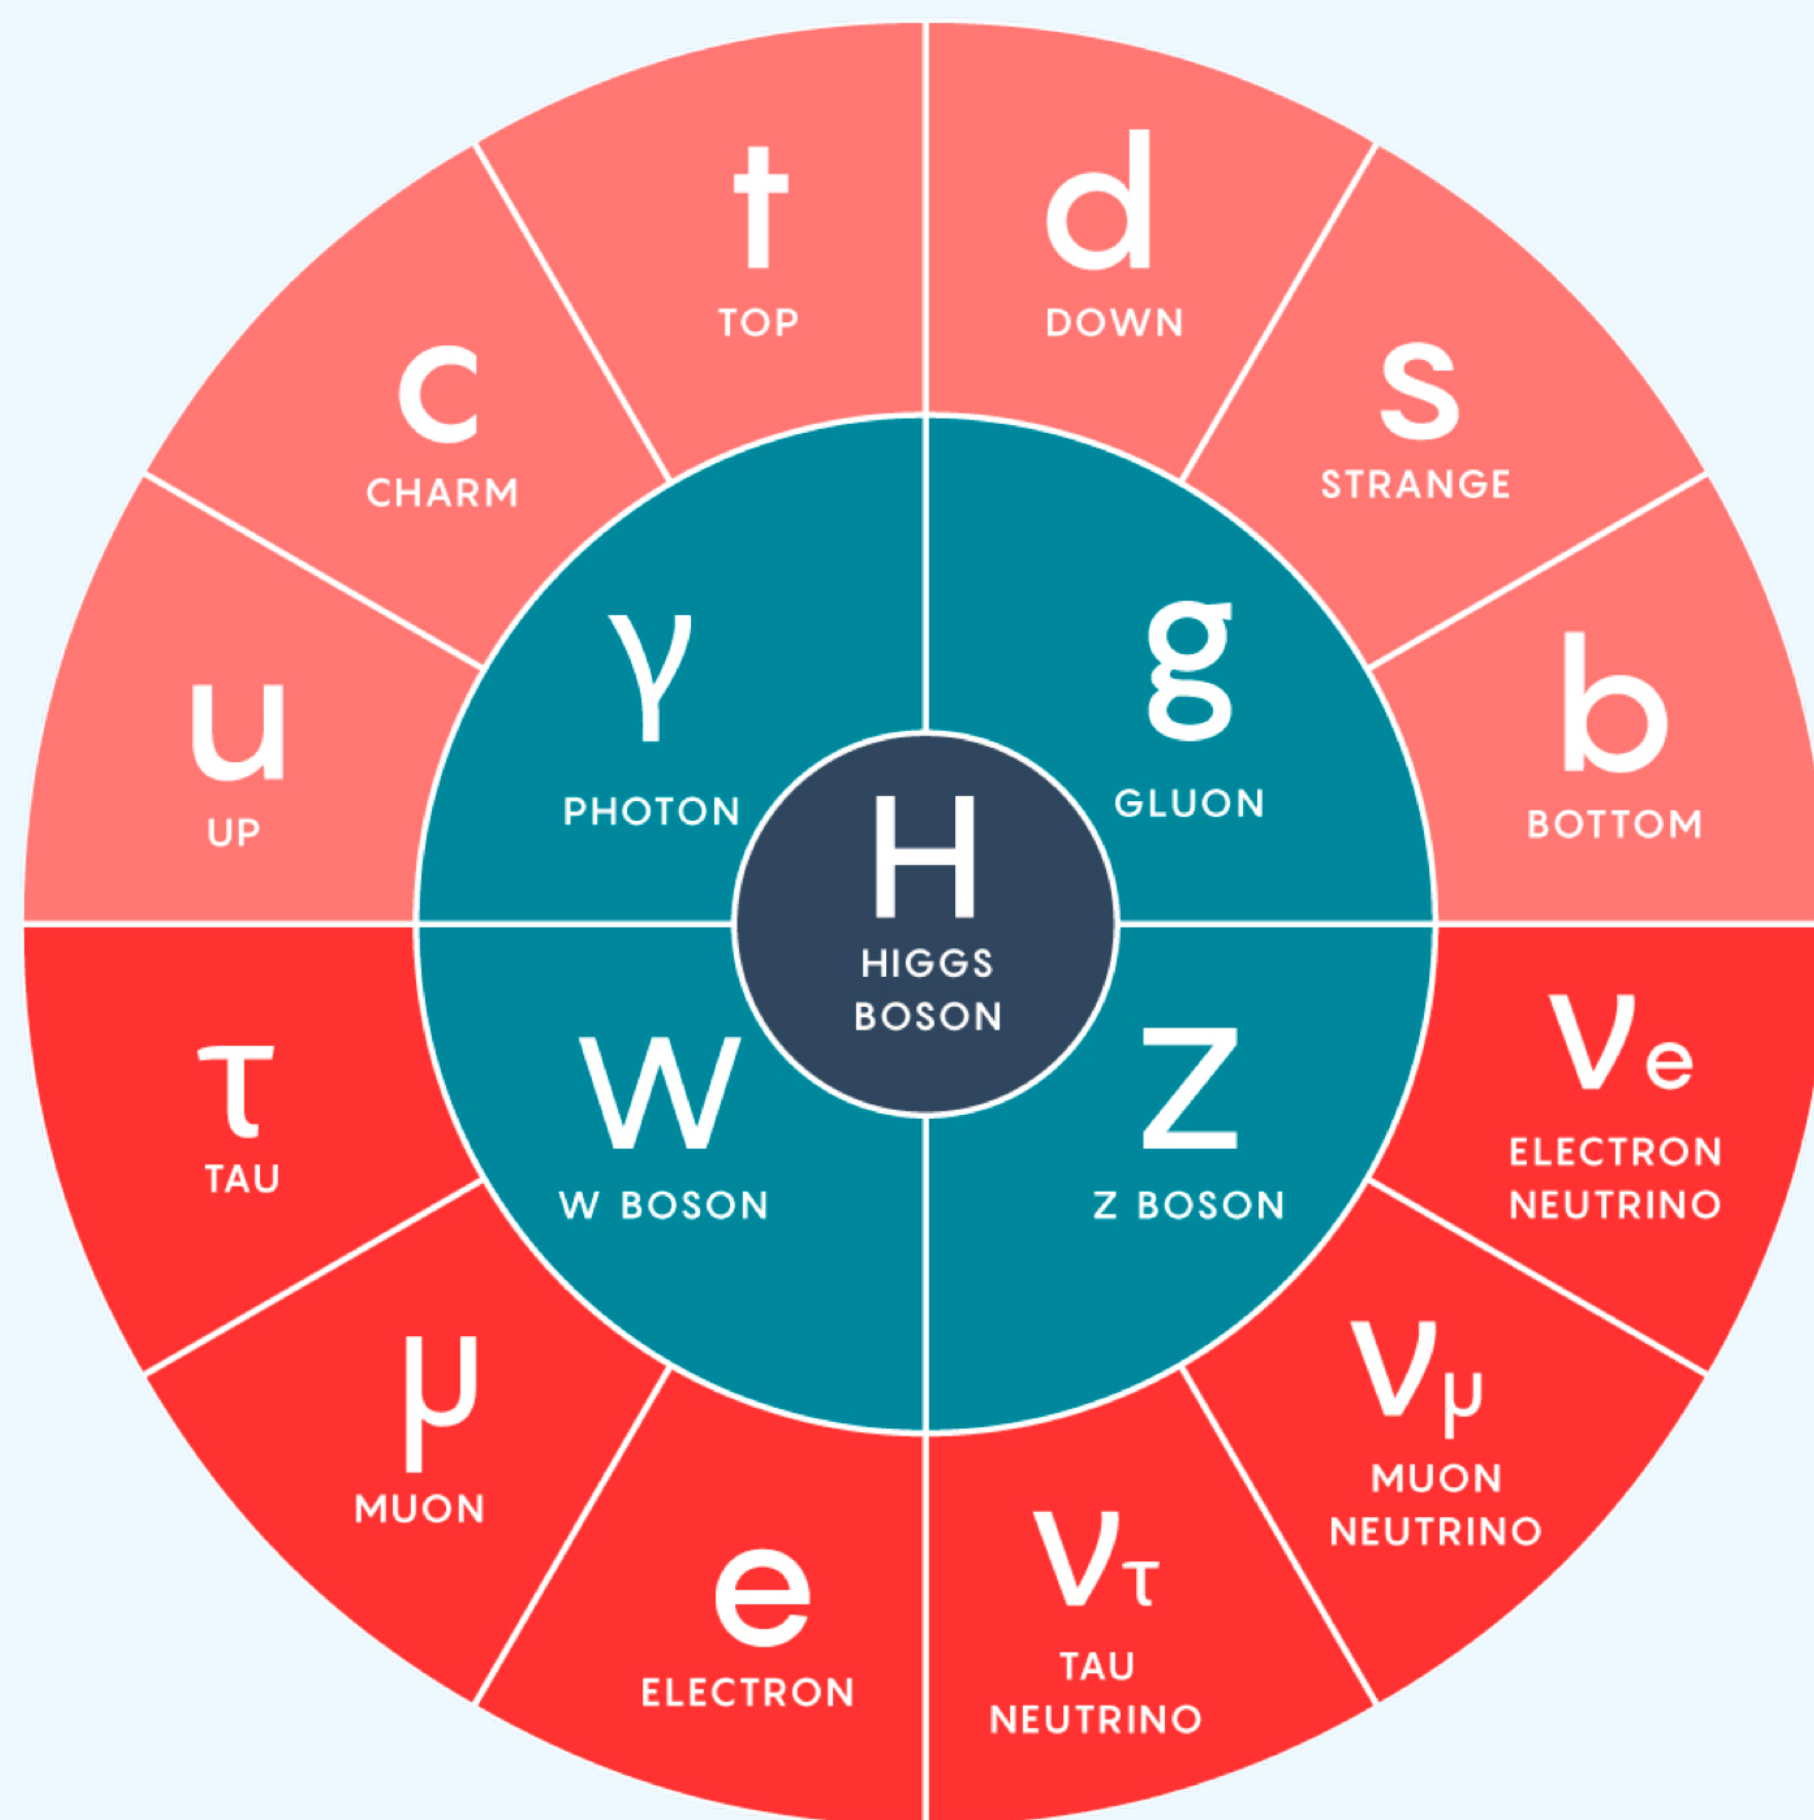 t
TOP
d
DOWN
c
CHARM
s
STRANGE
u
UP
γ
PHOTON
g
GLUON
b
BOTTOM
H
HIGGS
BOSON
τ
TAU
W
W BOSON
Z
Z BOSON
νe
ELECTRON
NEUTRINO
μ
MUON
νμ
MUON
NEUTRINO
e
ELECTRON
ντ
TAU
NEUTRINO